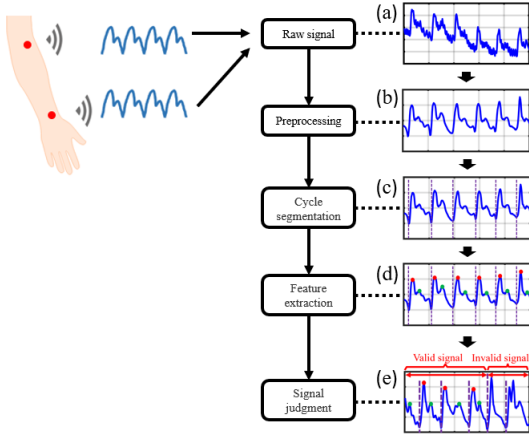 (a)
Raw signal
(b)
Preprocessing
(c)
Cycle
segmentation
(d)
Feature
extraction
Valid signal Invalid signal
(e)
Signal
judgment